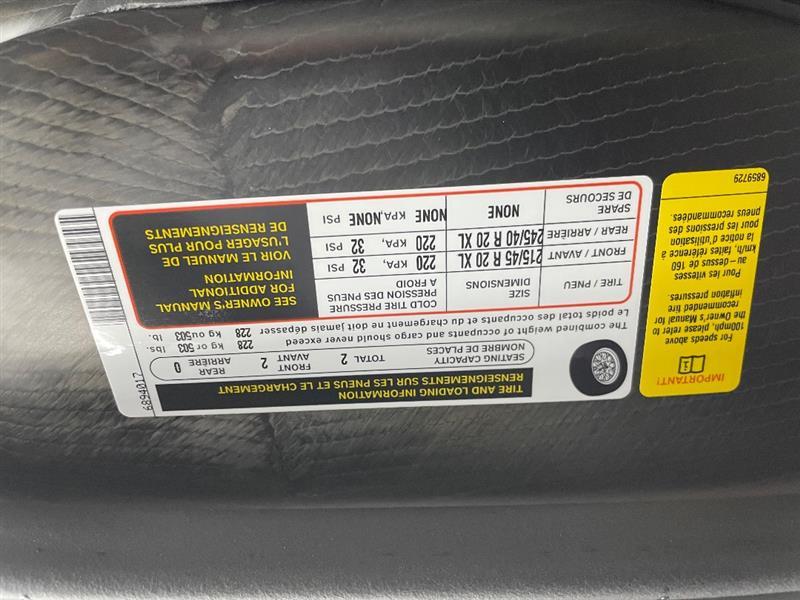 TIRE AND LOADING INFORMATION
RENSEIGNEMENTS SUR LES PNEUS ET LE CHARGEMENT
SEATING CAPACITY
NOMBRE DE PLACES
TOTAL 2
FRONT
AVANT 2
REAR
ARRIÈRE 0
The combined weight of occupants and cargo should never exceed 228 kg or 503 lbs.
Le poids total des occupants et du chargement ne doit jamais dépasser 228 kg ou 503 lb.
TIRE / PNEU
SIZE
DIMENSIONS
COLD TIRE PRESSURE
PRESSION DES PNEUS
À FROID
FRONT / AVANT 215/45 R 20 XL 220 KPA, 32 PSI
REAR / ARRIÈRE 245/40 R 20 XL 220 KPA, 32 PSI
SPARE
DE SECOURS
NONE NONE KPA, NONE PSI
SEE OWNER'S MANUAL
FOR ADDITIONAL
INFORMATION
VOIR LE MANUEL DE
L'USAGER POUR PLUS
DE RENSEIGNEMENTS
6894017
IMPORTANT!
For speeds above
100mph, please refer to
the Owner's Manual for
recommended tire
inflation pressures.
Pour les vitesses
au-dessus de 160
km/h, faites référence à
la notice d'utilisation
pour les pressions des
pneus recommandées.
6859729